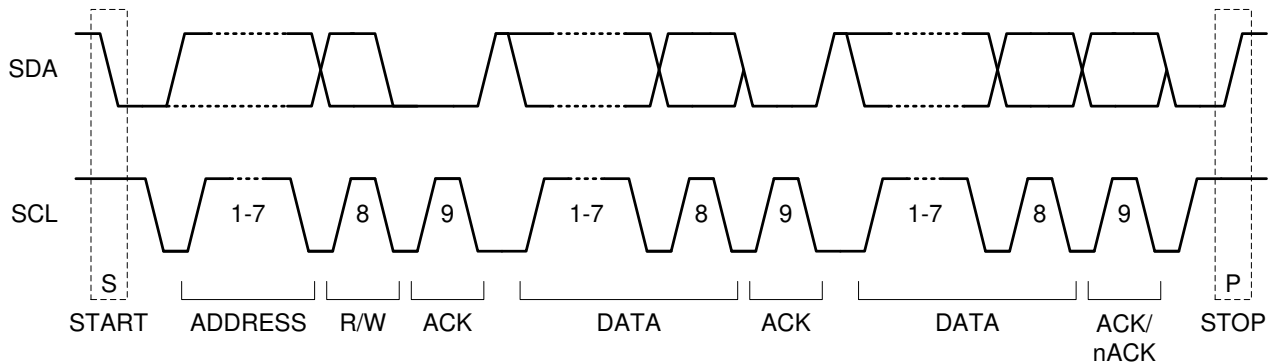 SDA
SCL
1-7 8 9 1-7 8 9 1-7 8 9
S P
START ADDRESS R/W ACK DATA ACK DATA ACK/ STOP
nACK